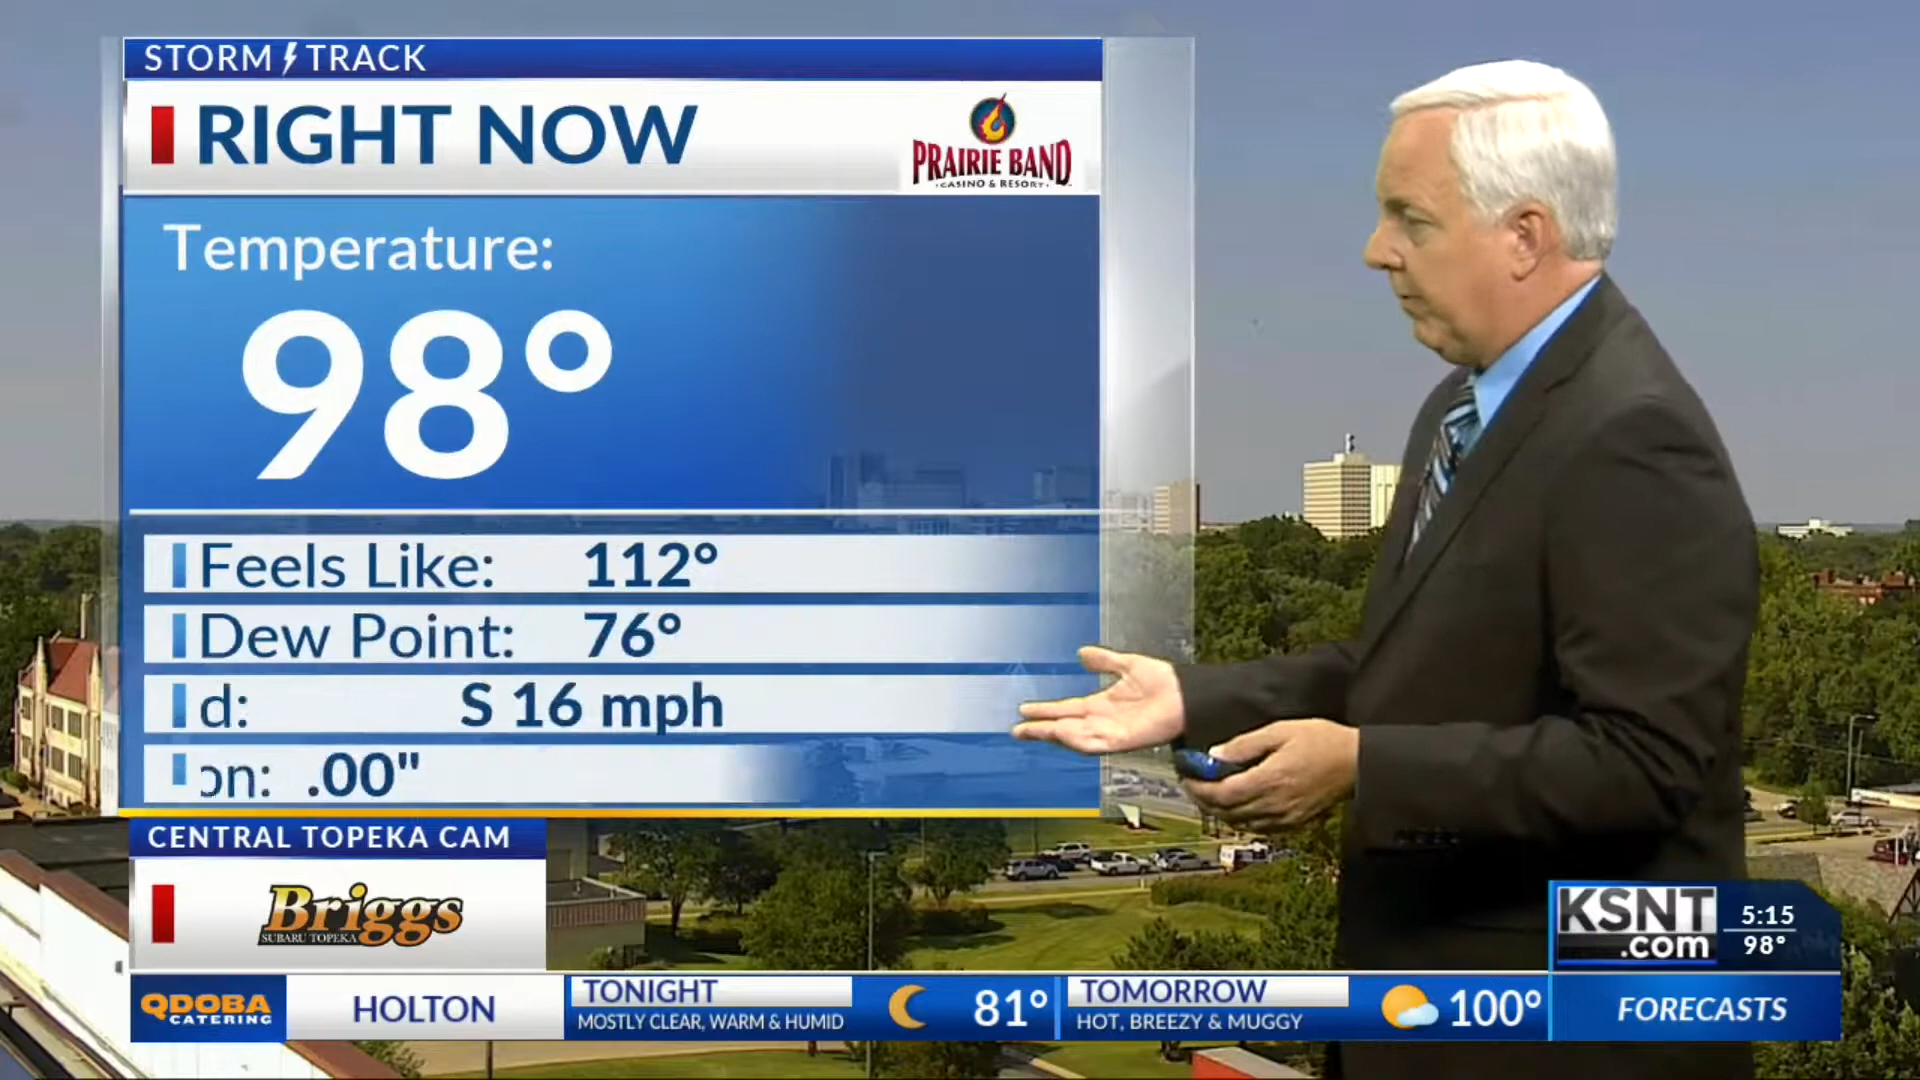 STORM TRACK
RIGHT NOW
PRAIRIE BAND
CASINO & RESORT
Temperature:
98°
Feels Like: 112°
Dew Point: 76°
d: S 16 mph
on: .00"
CENTRAL TOPEKA CAM
Briggs
SUBARU TOPEKA
KSNT
.com
5:15
98°
QDOBA
CATERING
HOLTON
TONIGHT
MOSTLY CLEAR, WARM & HUMID
81°
TOMORROW
HOT, BREEZY & MUGGY
100°
FORECASTS